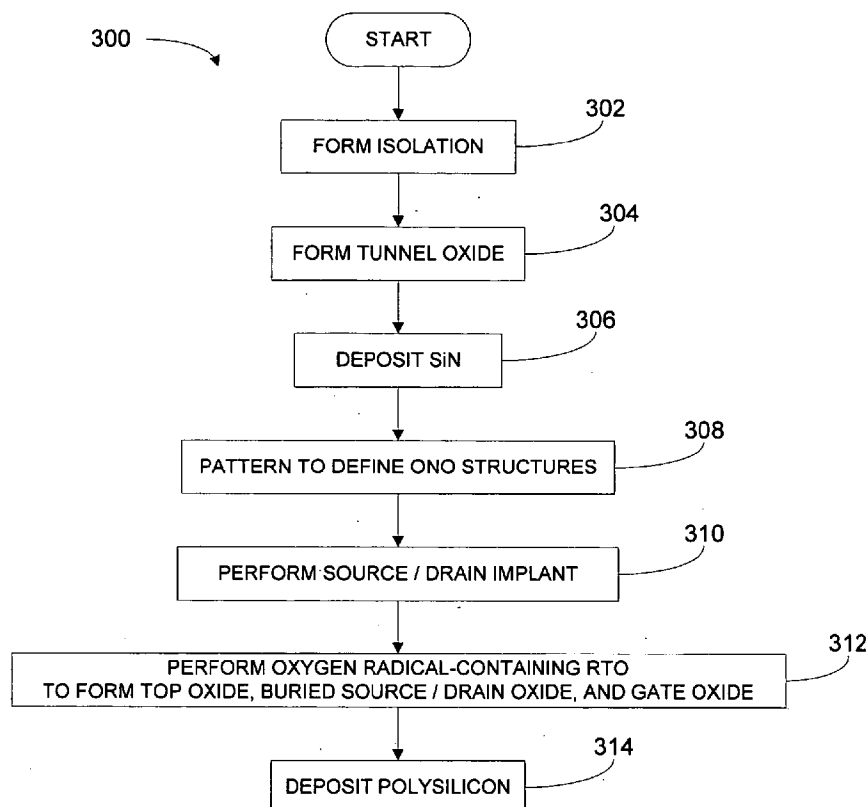 300
START
302
FORM ISOLATION
304
FORM TUNNEL OXIDE
306
DEPOSIT SiN
308
PATTERN TO DEFINE ONO STRUCTURES
310
PERFORM SOURCE / DRAIN IMPLANT
312
PERFORM OXYGEN RADICAL-CONTAINING RTO
TO FORM TOP OXIDE, BURIED SOURCE / DRAIN OXIDE, AND GATE OXIDE
314
DEPOSIT POLYSILICON